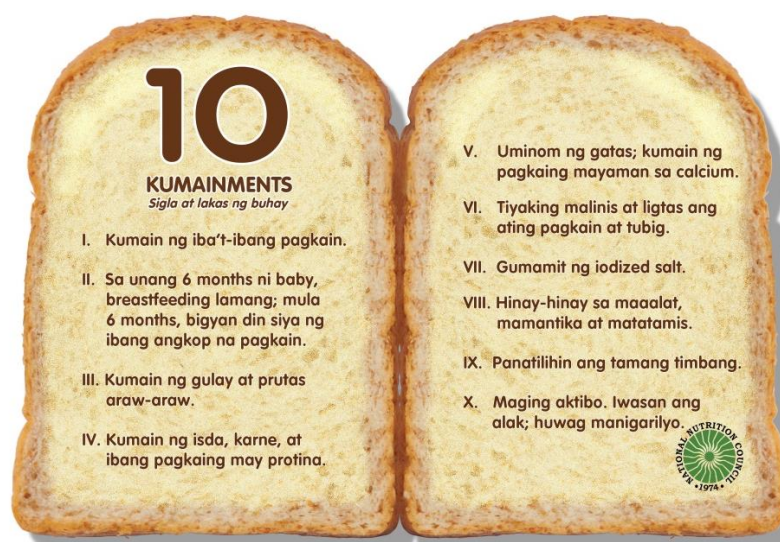 10
KUMAINMENTS
Sigla at lakas ng buhay
I. Kumain ng iba't-ibang pagkain.
II. Sa unang 6 months ni baby,
breastfeeding lamang; mula
6 months, bigyan din siya ng
ibang angkop na pagkain.
III. Kumain ng gulay at prutas
araw-araw.
IV. Kumain ng isda, karne, at
ibang pagkaing may protina.
V. Uminom ng gatas; kumain ng
pagkaing mayaman sa calcium.
VI. Tiyaking malinis at ligtas ang
ating pagkain at tubig.
VII. Gumamit ng iodized salt.
VIII. Hinay-hinay sa maaalat,
mamantika at matatamis.
IX. Panatilihin ang tamang timbang.
X. Maging aktibo. Iwasan ang
alak; huwag manigarilyo.
NATIONAL NUTRITION COUNCIL
•1974•